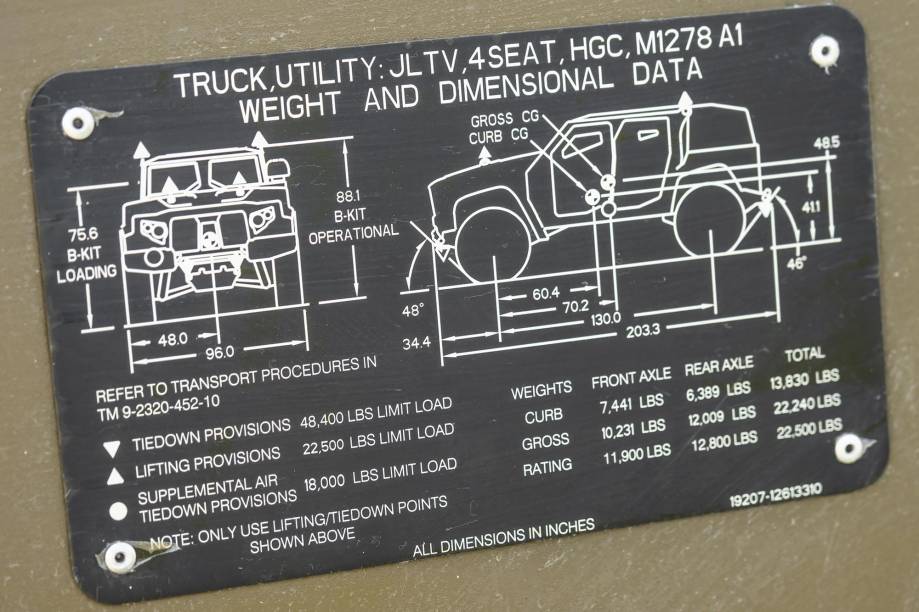 TRUCK, UTILITY: JLTV, 4SEAT, HGC, M1278 A1
WEIGHT AND DIMENSIONAL DATA
GROSS CG
CURB CG
75.6
B-KIT
LOADING
88.1
B-KIT
OPERATIONAL
48.0
96.0
48.5
41.1
46°
48°
34.4
60.4
70.2
130.0
203.3
REFER TO TRANSPORT PROCEDURES IN
TM 9-2320-452-10
TIEDOWN PROVISIONS 48,400 LBS LIMIT LOAD
LIFTING PROVISIONS 22,500 LBS LIMIT LOAD
SUPPLEMENTAL AIR
TIEDOWN PROVISIONS 18,000 LBS LIMIT LOAD
NOTE: ONLY USE LIFTING/TIEDOWN POINTS
SHOWN ABOVE
WEIGHTS FRONT AXLE REAR AXLE TOTAL
CURB 7,441 LBS 6,389 LBS 13,830 LBS
GROSS 10,231 LBS 12,009 LBS 22,240 LBS
RATING 11,900 LBS 12,800 LBS 22,500 LBS
19207-12613310
ALL DIMENSIONS IN INCHES